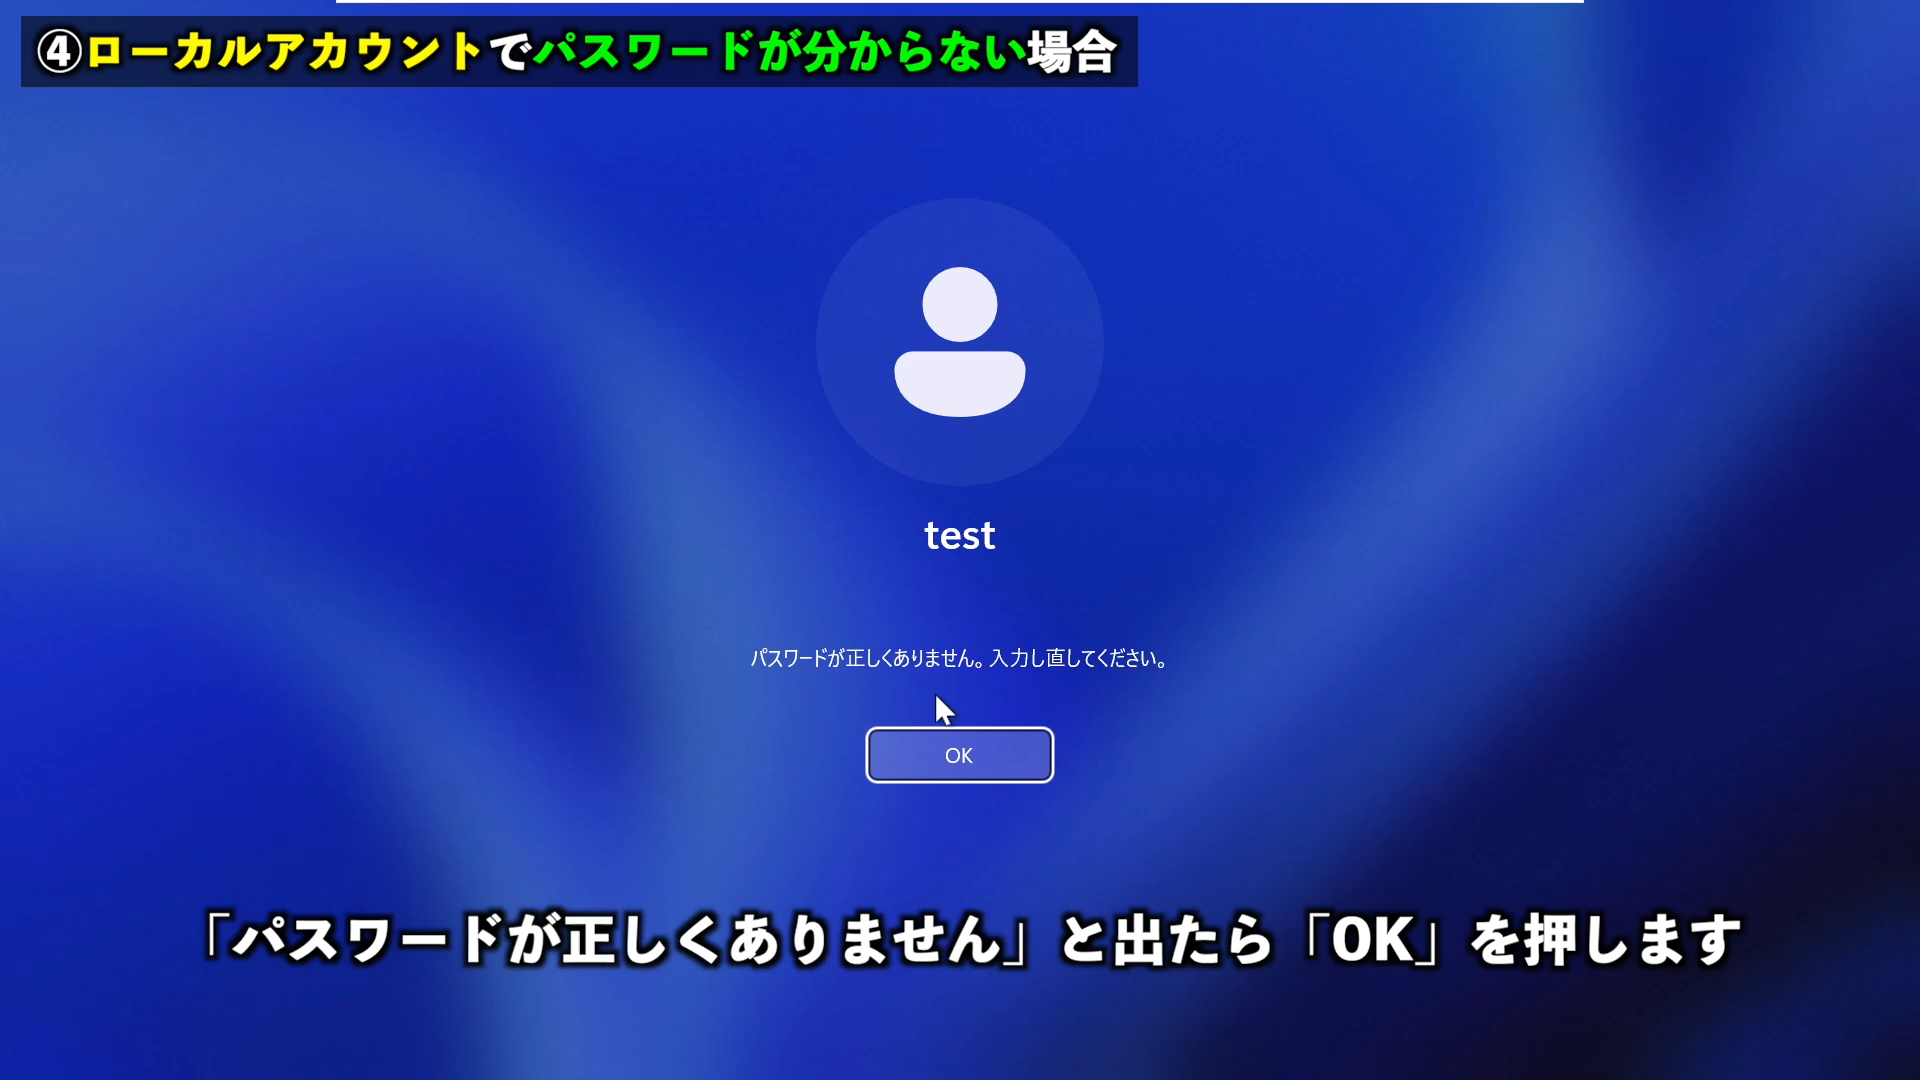 ④ローカルアカウントでパスワードが分からない場合
test
パスワードが正しくありません。入力し直してください。
OK
「パスワードが正しくありません」と出たら「OK」を押します